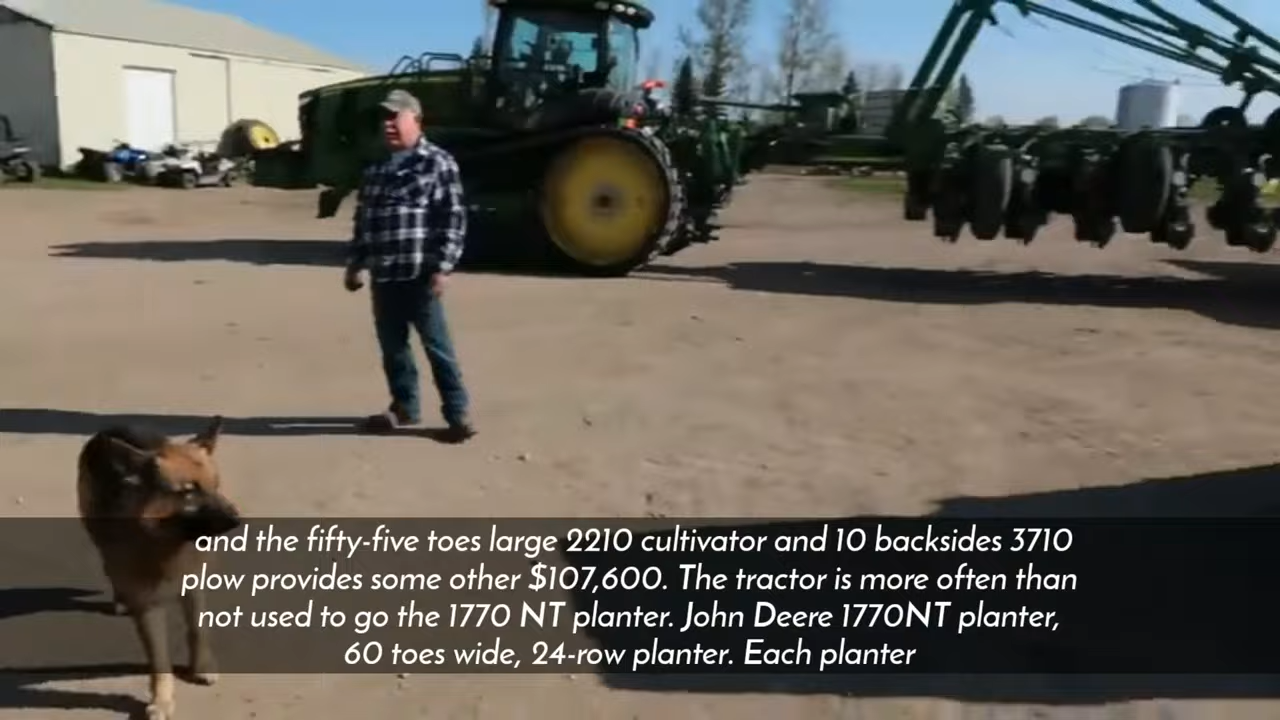 and the fifty-five toes large 2210 cultivator and 10 backsides 3710
plow provides some other $107,600. The tractor is more often than
not used to go the 1770 NT planter. John Deere 1770NT planter,
60 toes wide, 24-row planter. Each planter